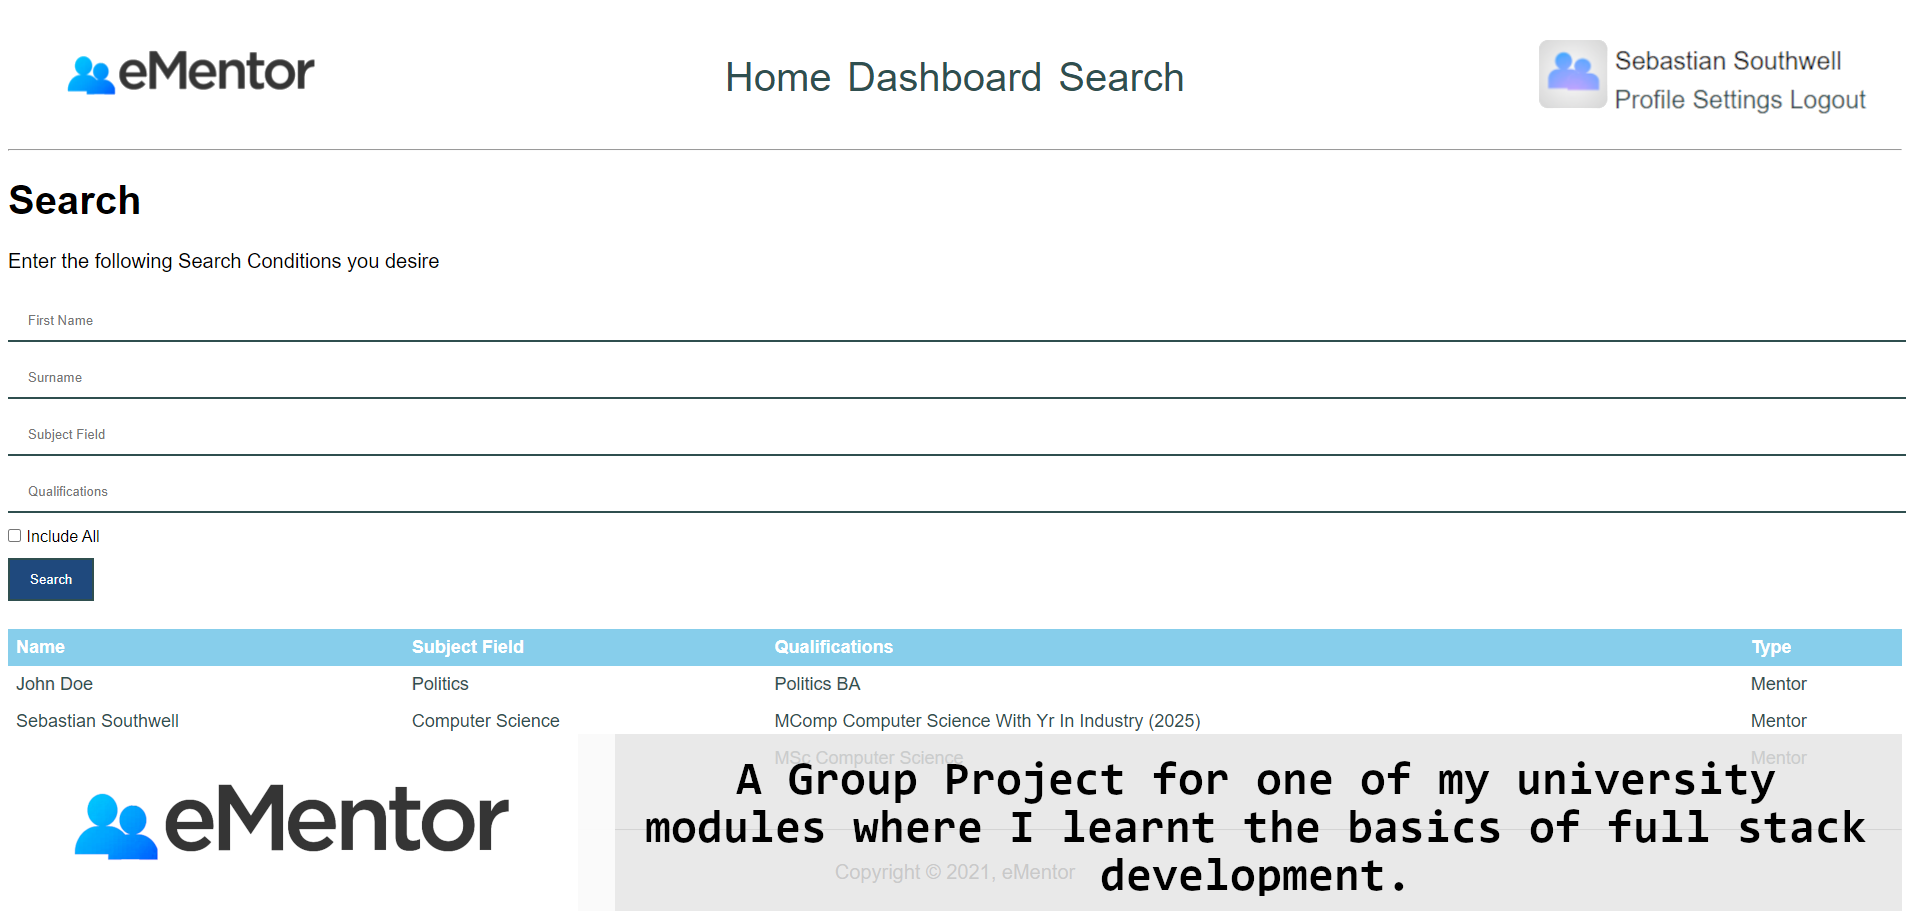 eMentor
Home Dashboard Search
Sebastian Southwell
Profile Settings Logout
Search
Enter the following Search Conditions you desire
First Name
Surname
Subject Field
Qualifications
Include All
Search
Name Subject Field Qualifications Type
John Doe Politics Politics BA Mentor
Sebastian Southwell Computer Science MComp Computer Science With Yr In Industry (2025) Mentor
MSc Computer Science Mentor
eMentor
A Group Project for one of my university
modules where I learnt the basics of full stack
development.
Copyright © 2021, eMentor